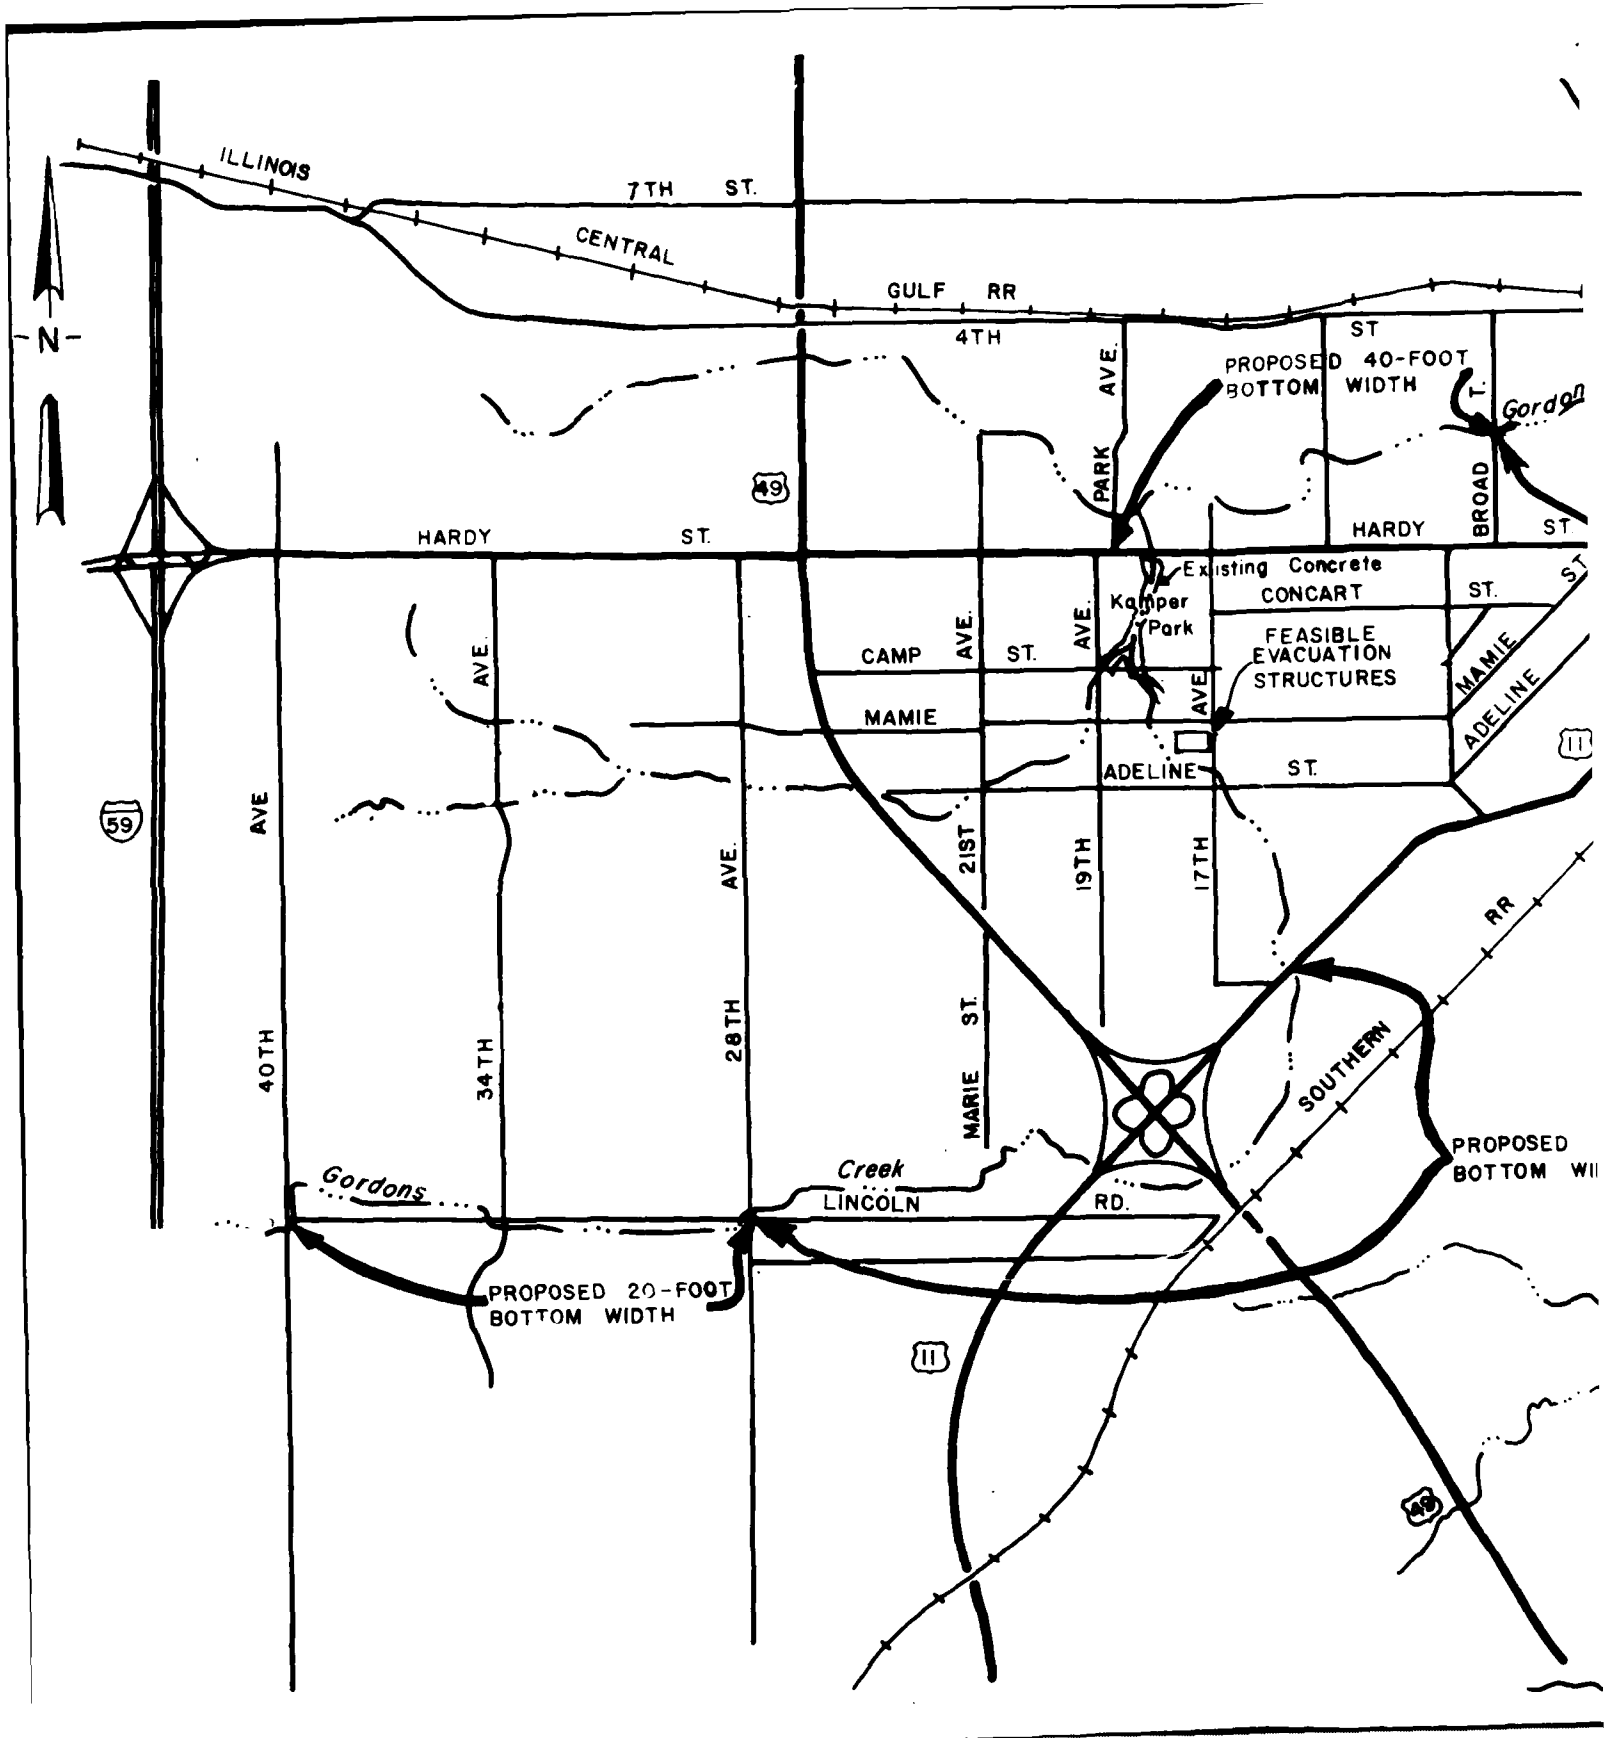 ILLINOIS
7TH ST.
CENTRAL
GULF RR
4TH ST
N
PROPOSED 40-FOOT
BOTTOM WIDTH
AVE.
PARK
T.
BROAD
Gordon
49
HARDY ST.
HARDY ST.
Existing Concrete
CONCART ST.
ST
Kamper
Park
FEASIBLE
EVACUATION
STRUCTURES
AVE.
AVE.
AVE.
AVE
CAMP ST.
MAMIE
MAMIE
ADELINE
11
ADELINE ST.
59
AVE
AVE.
21ST
19TH
17TH
RR
40TH
34TH
28TH
MARIE ST.
SOUTHERN
PROPOSED
BOTTOM WI
Gordons
Creek
LINCOLN RD.
PROPOSED 20-FOOT
BOTTOM WIDTH
11
49